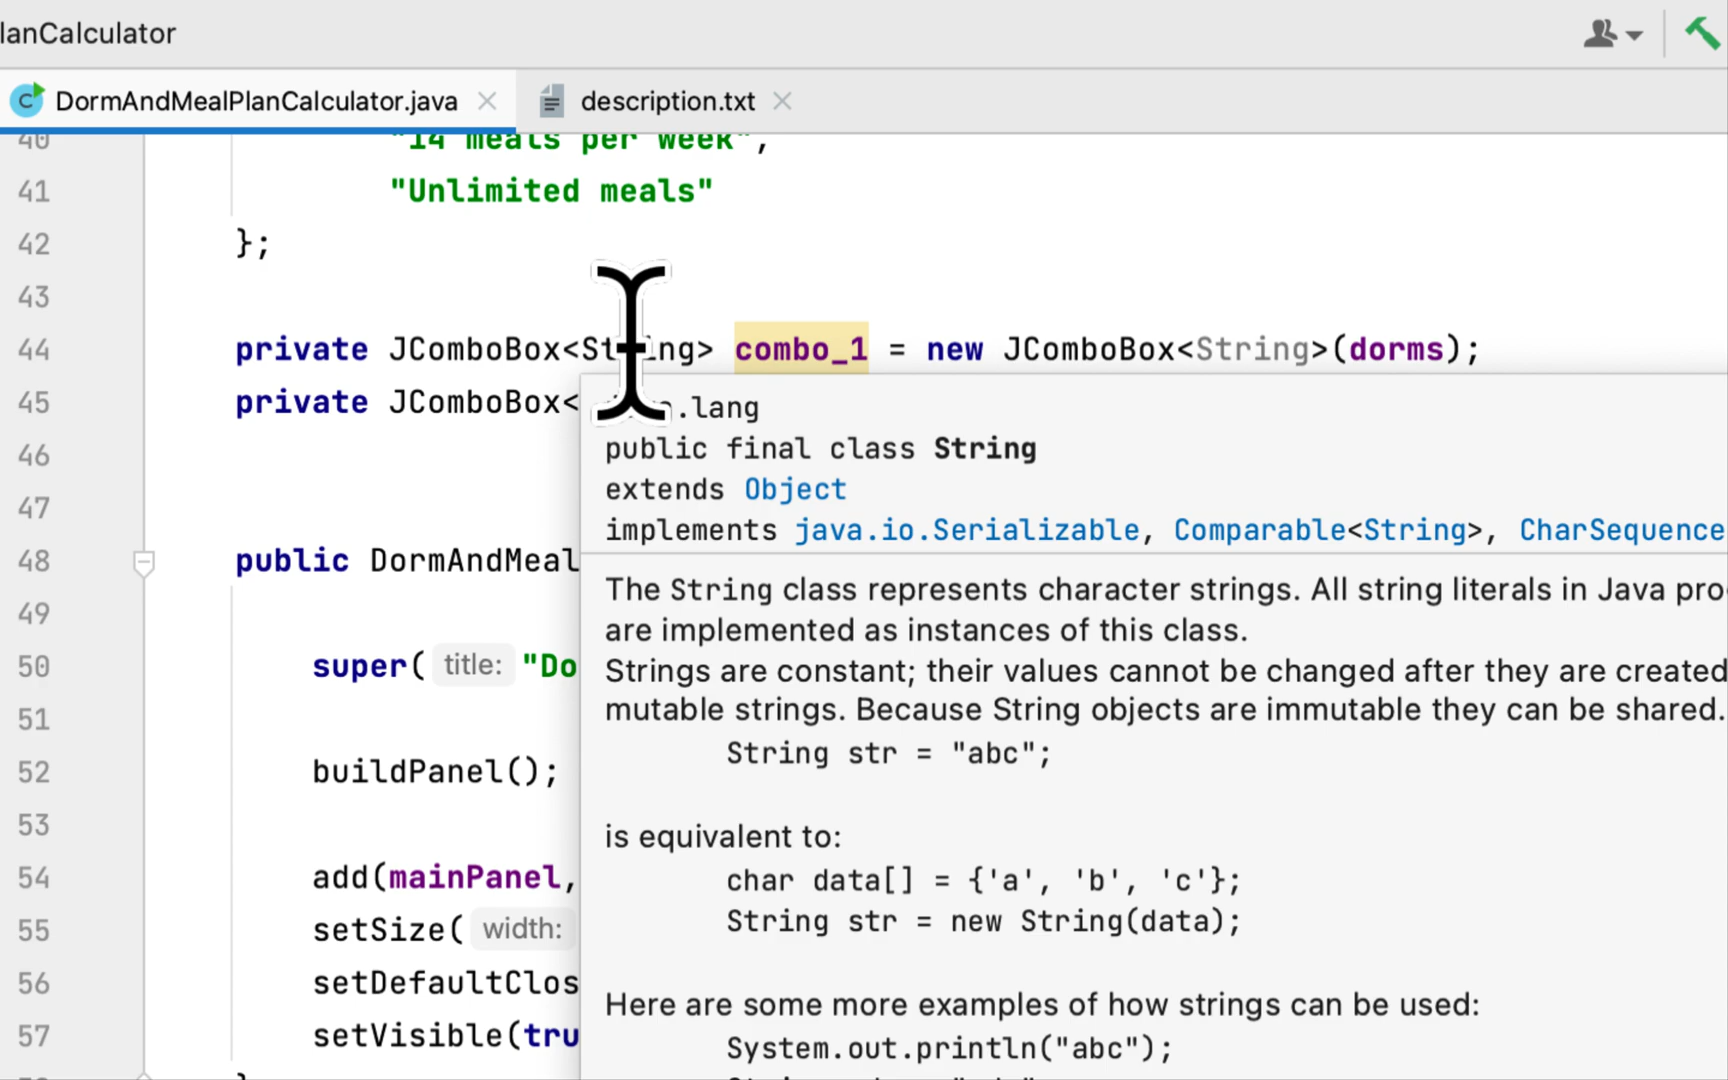 lanCalculator
DormAndMealPlanCalculator.java
description.txt
40 "14 meals per week",
41 "Unlimited meals"
42 };
43
44 private JComboBox<String> combo_1 = new JComboBox<String>(dorms);
45 private JComboBox<
46
47
48 public DormAndMeal
49
50 super( title: "Do
51
52 buildPanel();
53
54 add(mainPanel,
55 setSize( width:
56 setDefaultClos
57 setVisible(tru
.lang
public final class String
extends Object
implements java.io.Serializable, Comparable<String>, CharSequence
The String class represents character strings. All string literals in Java pro
are implemented as instances of this class.
Strings are constant; their values cannot be changed after they are created
mutable strings. Because String objects are immutable they can be shared.
String str = "abc";
is equivalent to:
char data[] = {'a', 'b', 'c'};
String str = new String(data);
Here are some more examples of how strings can be used:
System.out.println("abc");